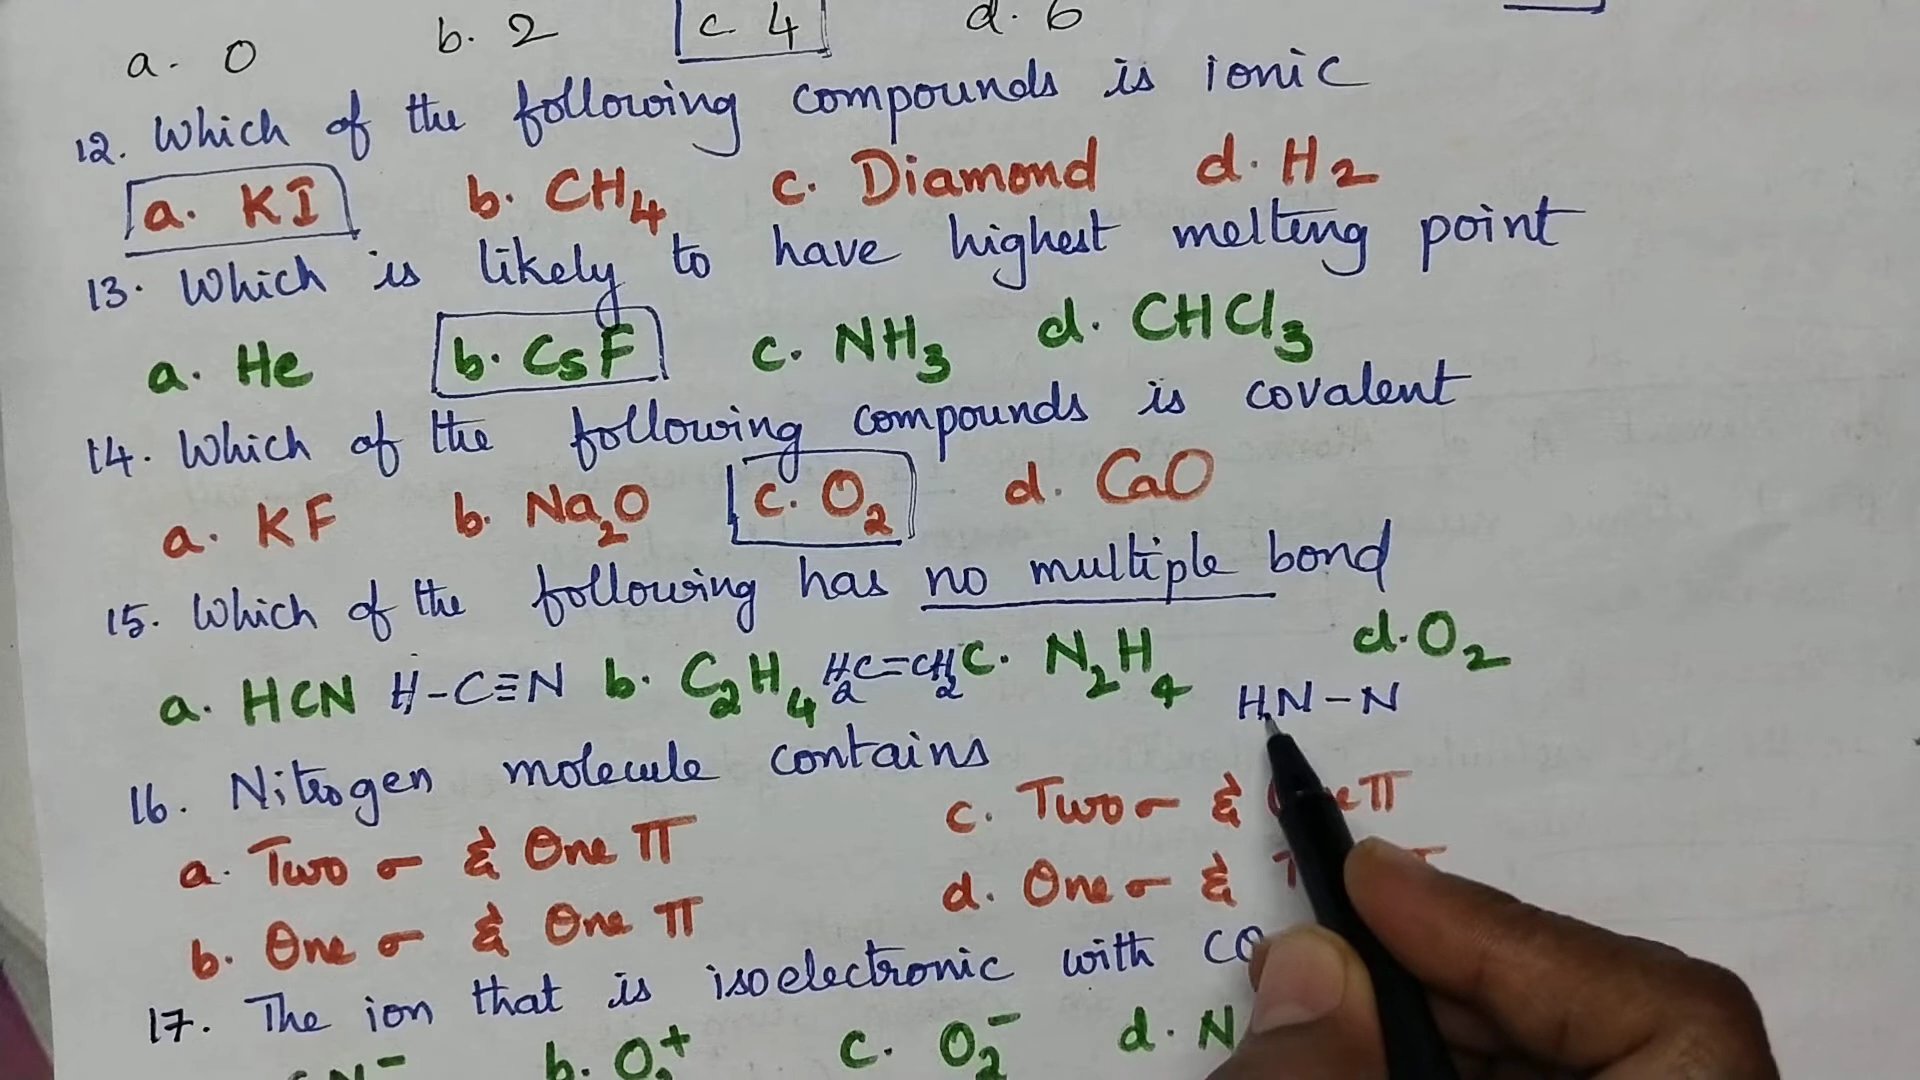 a. 0 b. 2 c. 4 d. 6
12. Which of the following compounds is ionic
a. KI b. CH4 c. Diamond d. H2
13. Which is likely to have highest melting point
a. He b. CsF c. NH3 d. CHCl3
14. Which of the following compounds is covalent
a. KF b. Na2O c. O2 d. CaO
15. Which of the following has no multiple bond
a. HCN H-C≡N b. C2H4 H2C=CH2 c. N2H4 HN-N d. O2
16. Nitrogen molecule contains
a. Two σ & One π c. Two σ & π
b. One σ & One π d. One σ &
17. The ion that is isoelectronic with CO
b. c. O2- d. N